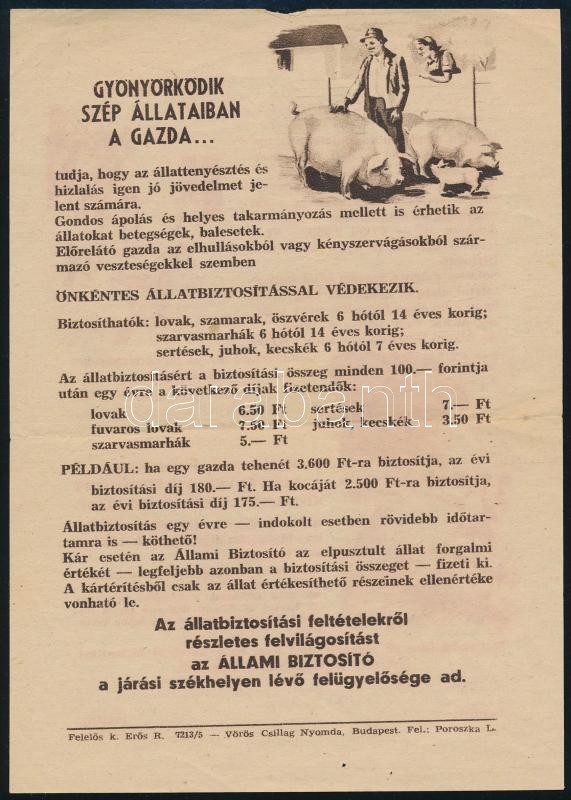 GYÖNYÖRKÖDIK
SZÉP ÁLLATAIBAN
A GAZDA...
tudja, hogy az állattenyésztés és
hizlalás igen jó jövedelmet je-
lent számára.
Gondos ápolás és helyes takarmányozás mellett is érhetik az
állatokat betegségek, balesetek.
Előrelátó gazda az elhullásokból vagy kényszervágásokból szár-
mazó veszteségekkel szemben
ÖNKÉNTES ÁLLATBIZTOSÍTÁSSAL VÉDEKEZIK.
Biztosíthatók: lovak, szamarak, öszvérek 6 hótól 14 éves korig;
szarvasmarhák 6 hótól 14 éves korig;
sertések, juhok, kecskék 6 hótól 7 éves korig.
Az állatbiztosításért a biztosítási összeg minden 100.— forintja
után egy évre a következő díjak fizetendők:
lovak 6.50 Ft sertések 7.— Ft
fuvaros lovak 7.50 Ft juhok, kecskék 3.50 Ft
szarvasmarhák 5.— Ft
darabanth
PÉLDÁUL: ha egy gazda tehenét 3.600 Ft-ra biztosítja, az évi
biztosítási díj 180.— Ft. Ha kocáját 2.500 Ft-ra biztosítja,
az évi biztosítási díj 175.— Ft.
Állatbiztosítás egy évre — indokolt esetben rövidebb időtar-
tamra is — köthető!
Kár esetén az Állami Biztosító az elpusztult állat forgalmi
értékét — legfeljebb azonban a biztosítási összeget — fizeti ki.
A kártérítésből csak az állat értékesíthető részeinek ellenértéke
vonható le.
Az állatbiztosítási feltételekről
részletes felvilágosítást
az ÁLLAMI BIZTOSÍTÓ
a járási székhelyen lévő felügyelősége ad.
Felelős k. Erős R. 7213/5 — Vörös Csillag Nyomda, Budapest. Fel.: Poroszka L.